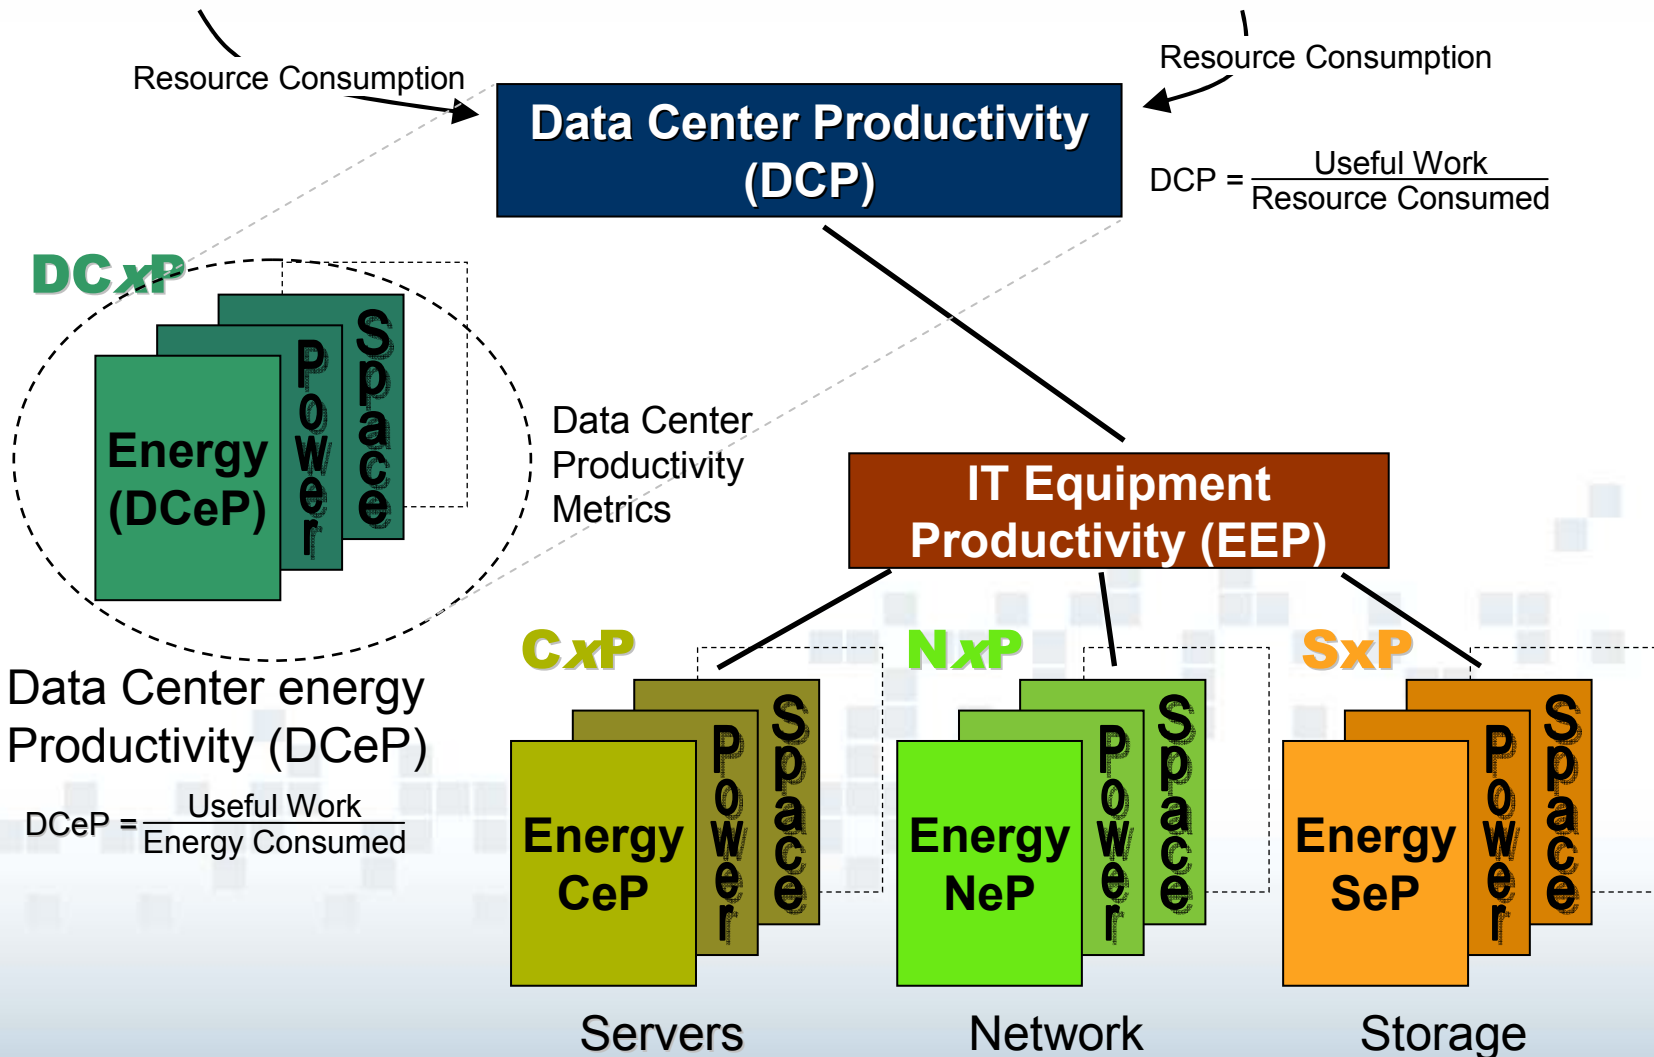 Resource Consumption
Resource Consumption
Data Center Productivity
(DCP)
DCP = Useful Work
Resource Consumed
DCxP
Energy
(DCeP)
Power
Space
Data Center
Productivity
Metrics
IT Equipment
Productivity (EEP)
Data Center energy
Productivity (DCeP)
DCeP = Useful Work
Energy Consumed
CxP
Energy
CeP
Power
Space
Servers
NxP
Energy
NeP
Power
Space
Network
SxP
Energy
SeP
Power
Space
Storage